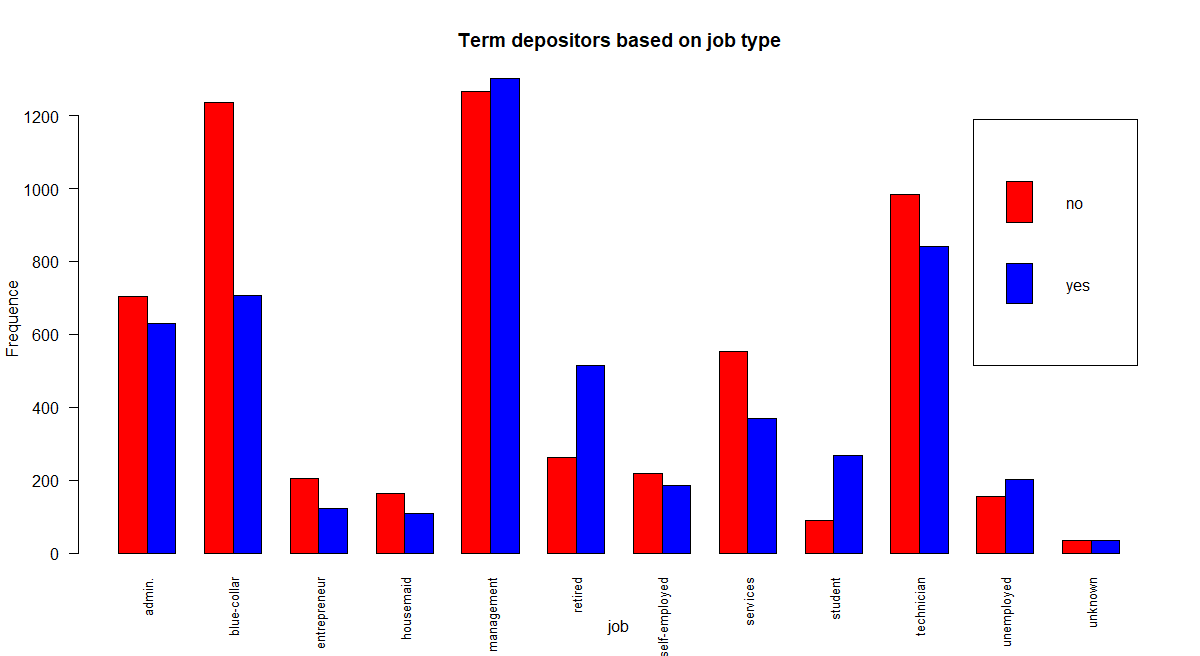 Term depositors based on job type
Frequence
1200
1000
800
600
400
200
0
no
yes
admin.
blue-collar
entrepreneur
housemaid
management
retired
self-employed
services
student
technician
unemployed
unknown
job